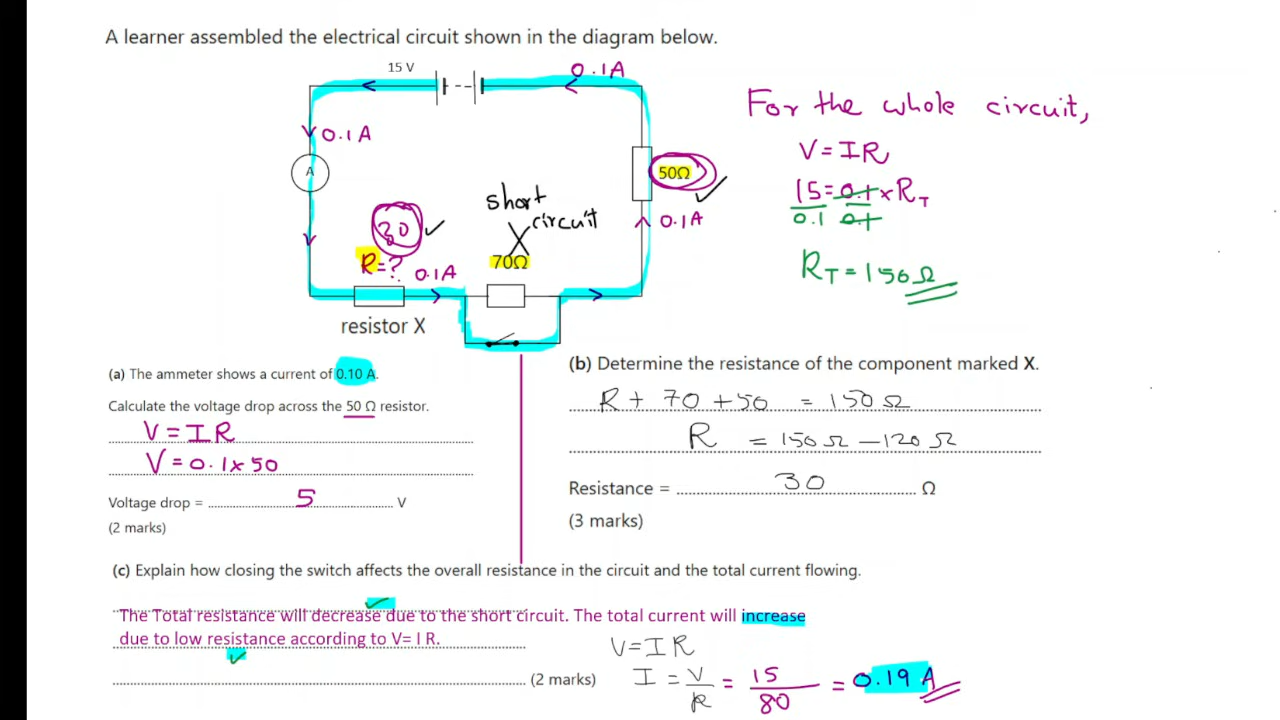 A learner assembled the electrical circuit shown in the diagram below.
15 V
0.1A
0.1A
A
50Ω
short
circuit
30
R=?
0.1A
70Ω
0.1A
resistor X
For the whole circuit,
V=IR
15=0.1×R_T
0.1 0.1
R_T=150Ω
(a) The ammeter shows a current of 0.10 A.
Calculate the voltage drop across the 50 Ω resistor.
V=IR
V=0.1x50
Voltage drop = 5 V
(2 marks)
(b) Determine the resistance of the component marked X.
R + 70 +50 = 150Ω
R = 150Ω -120Ω
Resistance = 30 Ω
(3 marks)
(c) Explain how closing the switch affects the overall resistance in the circuit and the total current flowing.
The Total resistance will decrease due to the short circuit. The total current will increase
due to low resistance according to V= I R.
(2 marks)
V=IR
I = V/R = 15/80 = 0.19 A